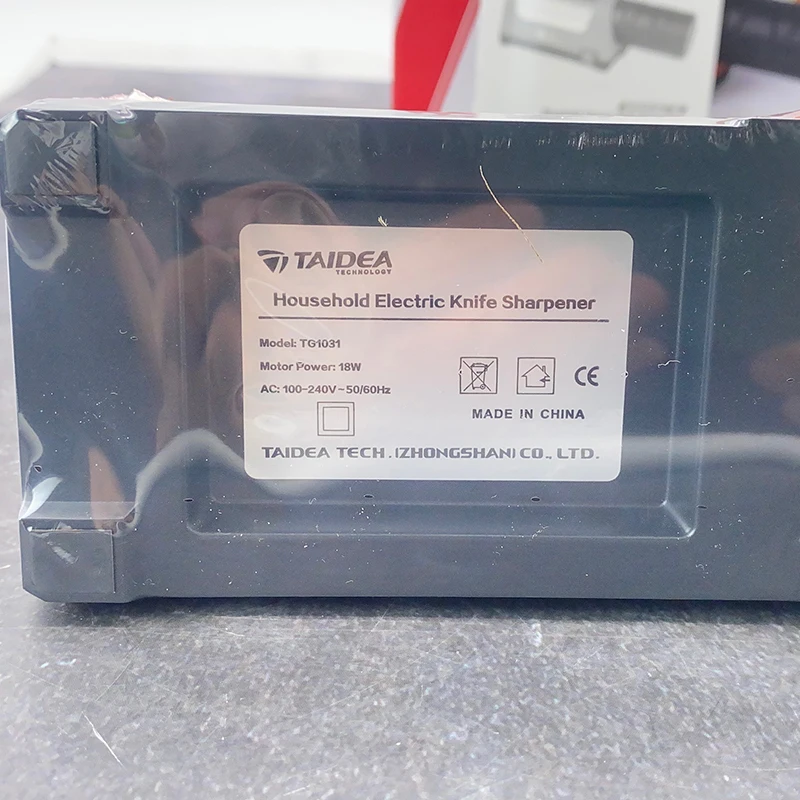 TAIDEA
TECHNOLOGY
Household Electric Knife Sharpener
Model: TG1031
Motor Power: 18W
AC: 100-240V~50/60Hz
CE
MADE IN CHINA
TAIDEA TECH.(ZHONGSHAN) CO., LTD.